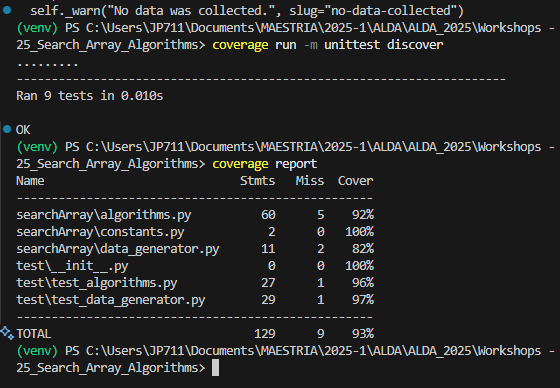 self._warn("No data was collected.", slug="no-data-collected")
(venv) PS C:\Users\JP711\Documents\MAESTRIA\2025-1\ALDA\ALDA_2025\Workshops -
25_Search_Array_Algorithms> coverage run -m unittest discover
.........
----------------------------------------------------------------------
Ran 9 tests in 0.010s
OK
(venv) PS C:\Users\JP711\Documents\MAESTRIA\2025-1\ALDA\ALDA_2025\Workshops -
25_Search_Array_Algorithms> coverage report
Name                            Stmts   Miss  Cover
---------------------------------------------------
searchArray\algorithms.py          60      5    92%
searchArray\constants.py            2      0   100%
searchArray\data_generator.py      11      2    82%
test\__init__.py                    0      0   100%
test\test_algorithms.py            27      1    96%
test\test_data_generator.py        29      1    97%
---------------------------------------------------
TOTAL                             129      9    93%
(venv) PS C:\Users\JP711\Documents\MAESTRIA\2025-1\ALDA\ALDA_2025\Workshops -
25_Search_Array_Algorithms>